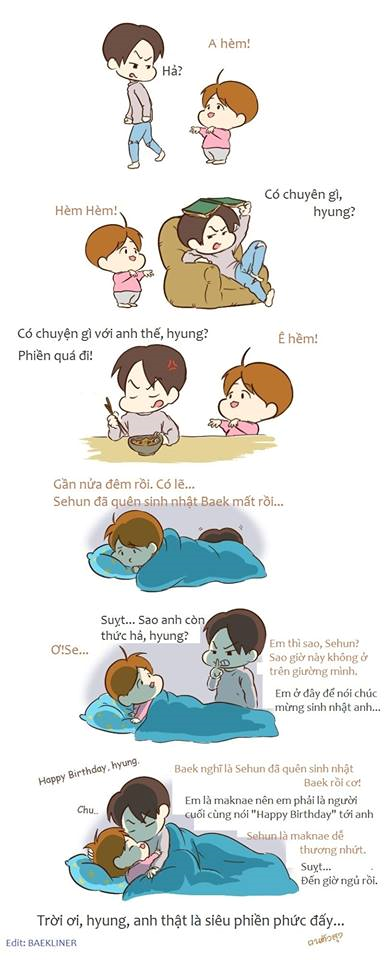 A hèm!
Hả?
Có chuyên gì,
hyung?
Hèm Hèm!
Có chuyện gì với anh thế, hyung?
Phiền quá đi!
Ê hềm!
Gần nửa đêm rồi. Có lẽ...
Sehun đã quên sinh nhật Baek mất rồi...
Suỵt... Sao anh còn
thức hả, hyung?
Ơ!Se...
Em thì sao, Sehun?
Sao giờ này không ở
trên giường mình.
Em ở đây để nói chúc
mừng sinh nhật anh...
Happy Birthday, hyung.
Baek nghĩ là Sehun đã quên sinh nhật
Baek rồi cơ!
Chu..
Em là maknae nên em phải là người
cuối cùng nói "Happy Birthday" tới anh
Sehun là maknae dễ
thương nhứt.
Suỵt...
Đến giờ ngủ rồi.
Trời ơi, hyung, anh thật là siêu phiền phức đấy...
Edit: BAEKLINER